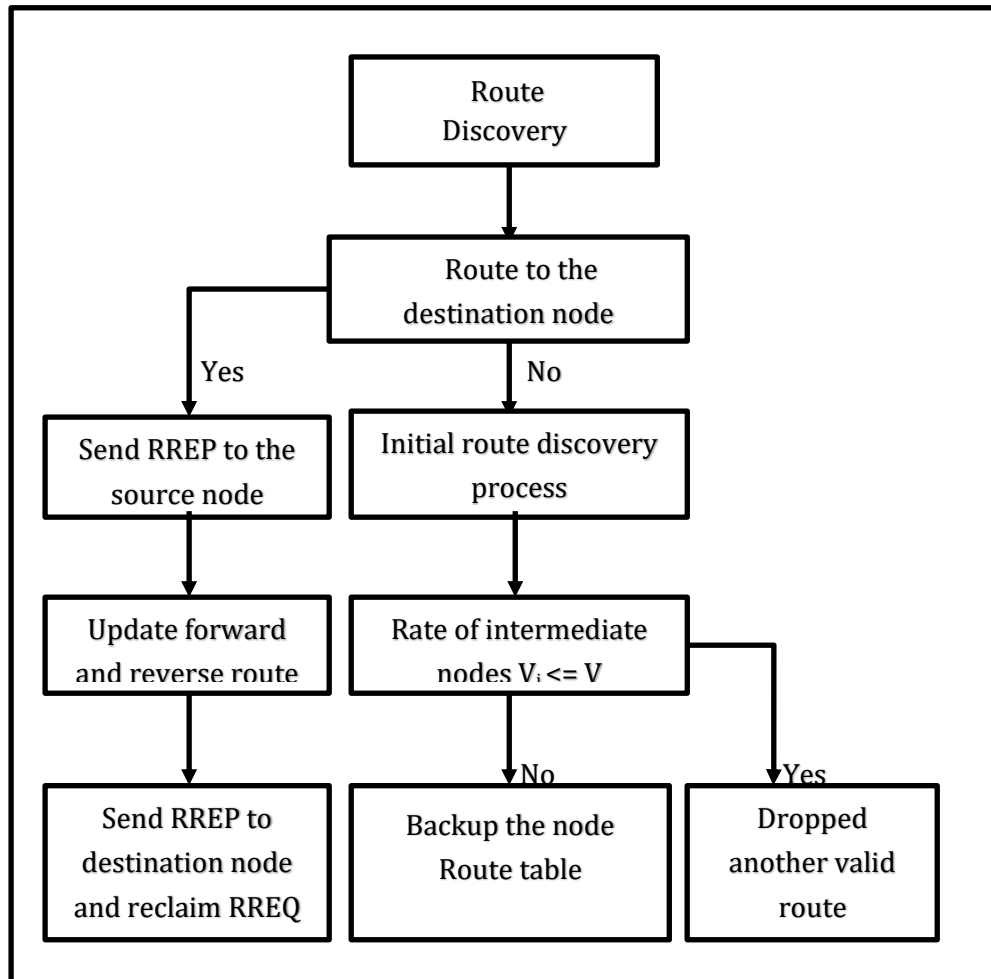 Route
Discovery
Route to the
destination node
Yes
No
Send RREP to the
source node
Initial route discovery
process
Update forward
and reverse route
Rate of intermediate
nodes Vᵢ <= V
No
Yes
Send RREP to
destination node
and reclaim RREQ
Backup the node
Route table
Dropped
another valid
route